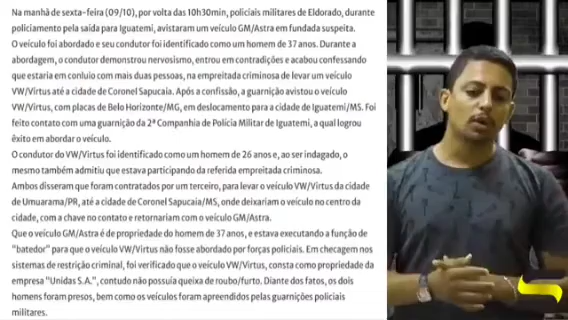 Na manhã de sexta-feira (09/10), por volta das 10h30min, policiais militares de Eldorado, durante
policiamento pela saída para Iguatemi, avistaram um veículo GM/Astra em fundada suspeita.
O veículo foi abordado e seu condutor foi identificado como um homem de 37 anos. Durante a
abordagem, o condutor demonstrou nervosismo, entrou em contradições e acabou confessando
que estaria em conluio com mais duas pessoas, na empreitada criminosa de levar um veículo
VW/Virtus até a cidade de Coronel Sapucaia. Após a confissão, a guarnição avistou o veículo
VW/Virtus, com placas de Belo Horizonte/MG, em deslocamento para a cidade de Iguatemi/MS. Foi
feito contato com uma guarnição da 2ª Companhia de Polícia Militar de Iguatemi, a qual logrou
êxito em abordar o veículo.
O condutor do VW/Virtus foi identificado como um homem de 26 anos e, ao ser indagado, o
mesmo também admitiu que estava participando da referida empreitada criminosa.
Ambos disseram que foram contratados por um terceiro, para levar o veículo VW/Virtus da cidade
de Umuarama/PR, até a cidade de Coronel Sapucaia/MS, onde deixariam o veículo no centro da
cidade, com a chave no contato e retornariam com o veículo GM/Astra.
Que o veículo GM/Astra é de propriedade do homem de 37 anos, e estava executando a função de
"batedor" para que o veículo VW/Virtus não fosse abordado por forças policiais. Em checagem nos
sistemas de restrição criminal, foi verificado que o veículo VW/Virtus, consta como propriedade da
empresa "Unidas S.A.", contudo não possuía queixa de roubo/furto. Diante dos fatos, os dois
homens foram presos, bem como os veículos foram apreendidos pelas guarnições policiais
militares.